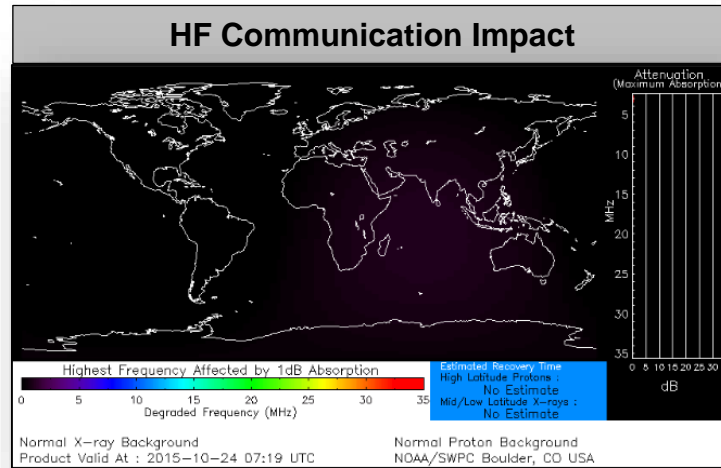 HF Communication Impact
Attenuation
(Maximum Absorption)
5
10
15
20
25
30
35
MHz
0 5 10 15 20 25 30
dB
Highest Frequency Affected by 1dB Absorption
0 5 10 15 20 25 30 35
Degraded Frequency (MHz)
Estimated Recovery Time
High Latitude Protons :
No Estimate
Mid/Low Latitude X-rays :
No Estimate
Normal X-ray Background
Normal Proton Background
Product Valid At : 2015-10-24 07:19 UTC
NOAA/SWPC Boulder, CO USA